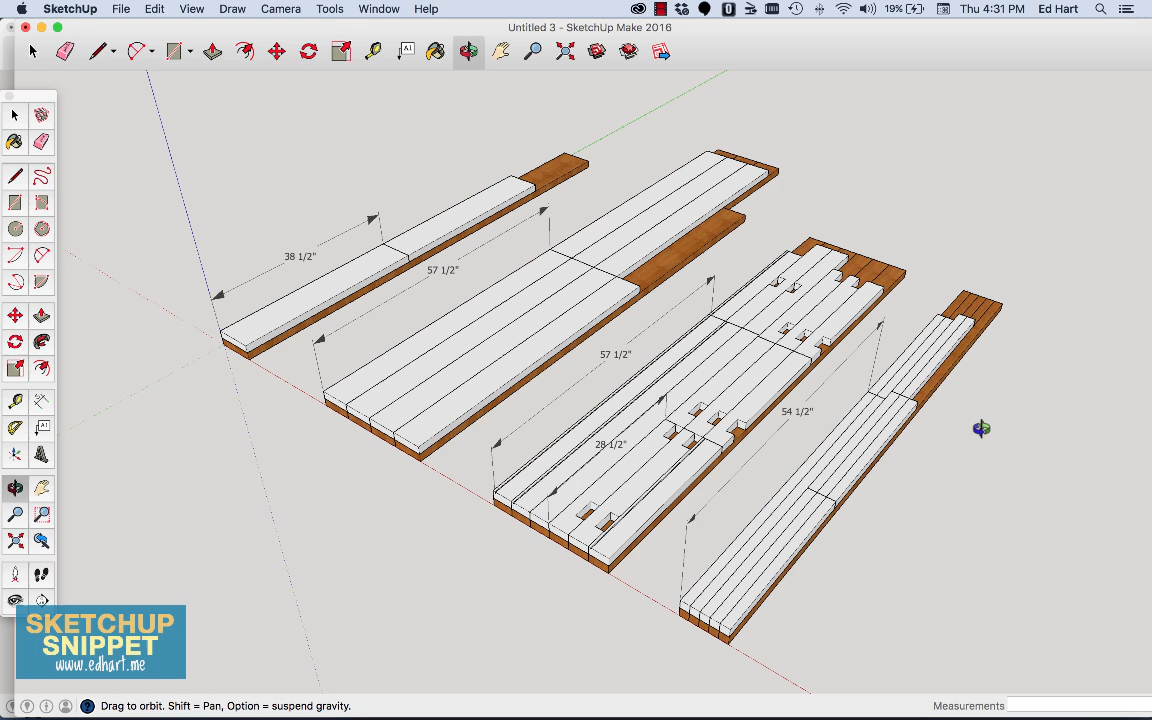 SketchUp File Edit View Draw Camera Tools Window Help 19% Thu 4:31 PM Ed Hart
Untitled 3 - SketchUp Make 2016
A1
A1
38 1/2"
57 1/2"
57 1/2"
54 1/2"
28 1/2"
SKETCHUP
SNIPPET
www.edhart.me
? Drag to orbit. Shift = Pan, Option = suspend gravity. Measurements